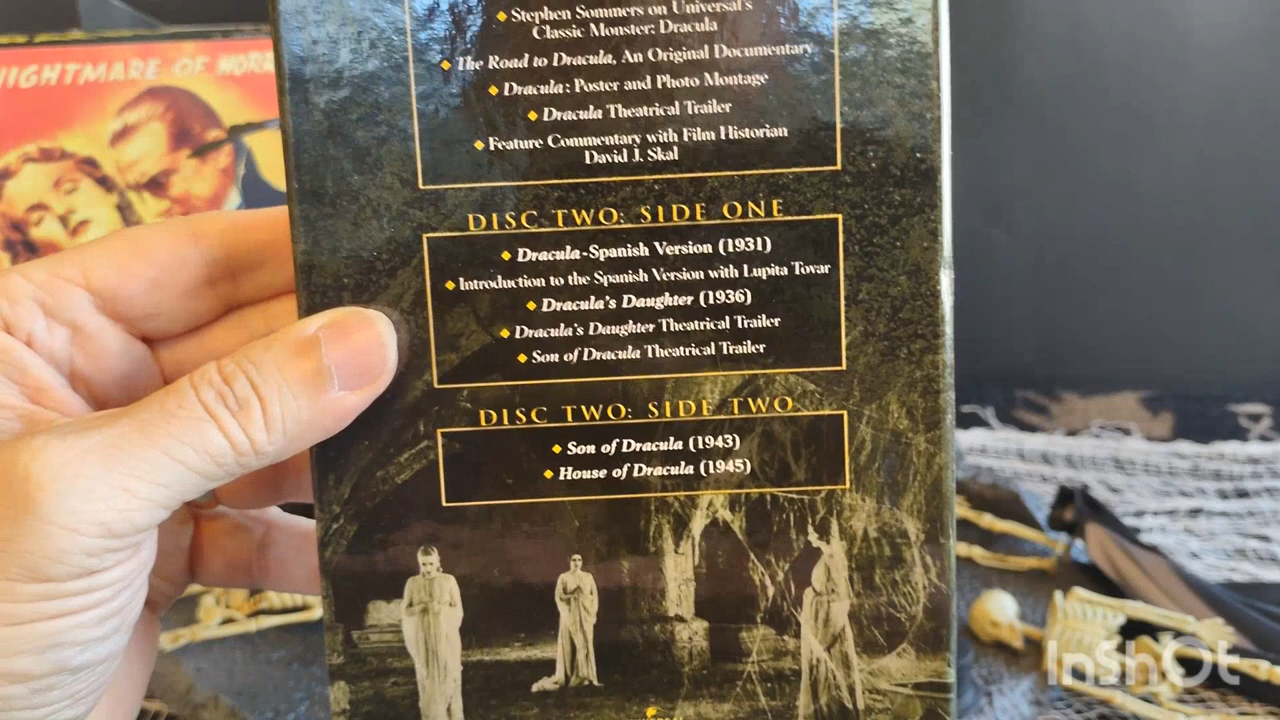 NIGHTMARE OF HORR
◆ Stephen Sommers on Universal's
Classic Monster: Dracula
◆ The Road to Dracula, An Original Documentary
◆ Dracula: Poster and Photo Montage
◆ Dracula Theatrical Trailer
◆ Feature Commentary with Film Historian
David J. Skal
DISC TWO: SIDE ONE
◆ Dracula-Spanish Version (1931)
◆ Introduction to the Spanish Version with Lupita Tovar
◆ Dracula's Daughter (1936)
◆ Dracula's Daughter Theatrical Trailer
◆ Son of Dracula Theatrical Trailer
DISC TWO: SIDE TWO
◆ Son of Dracula (1943)
◆ House of Dracula (1945)
InShOt